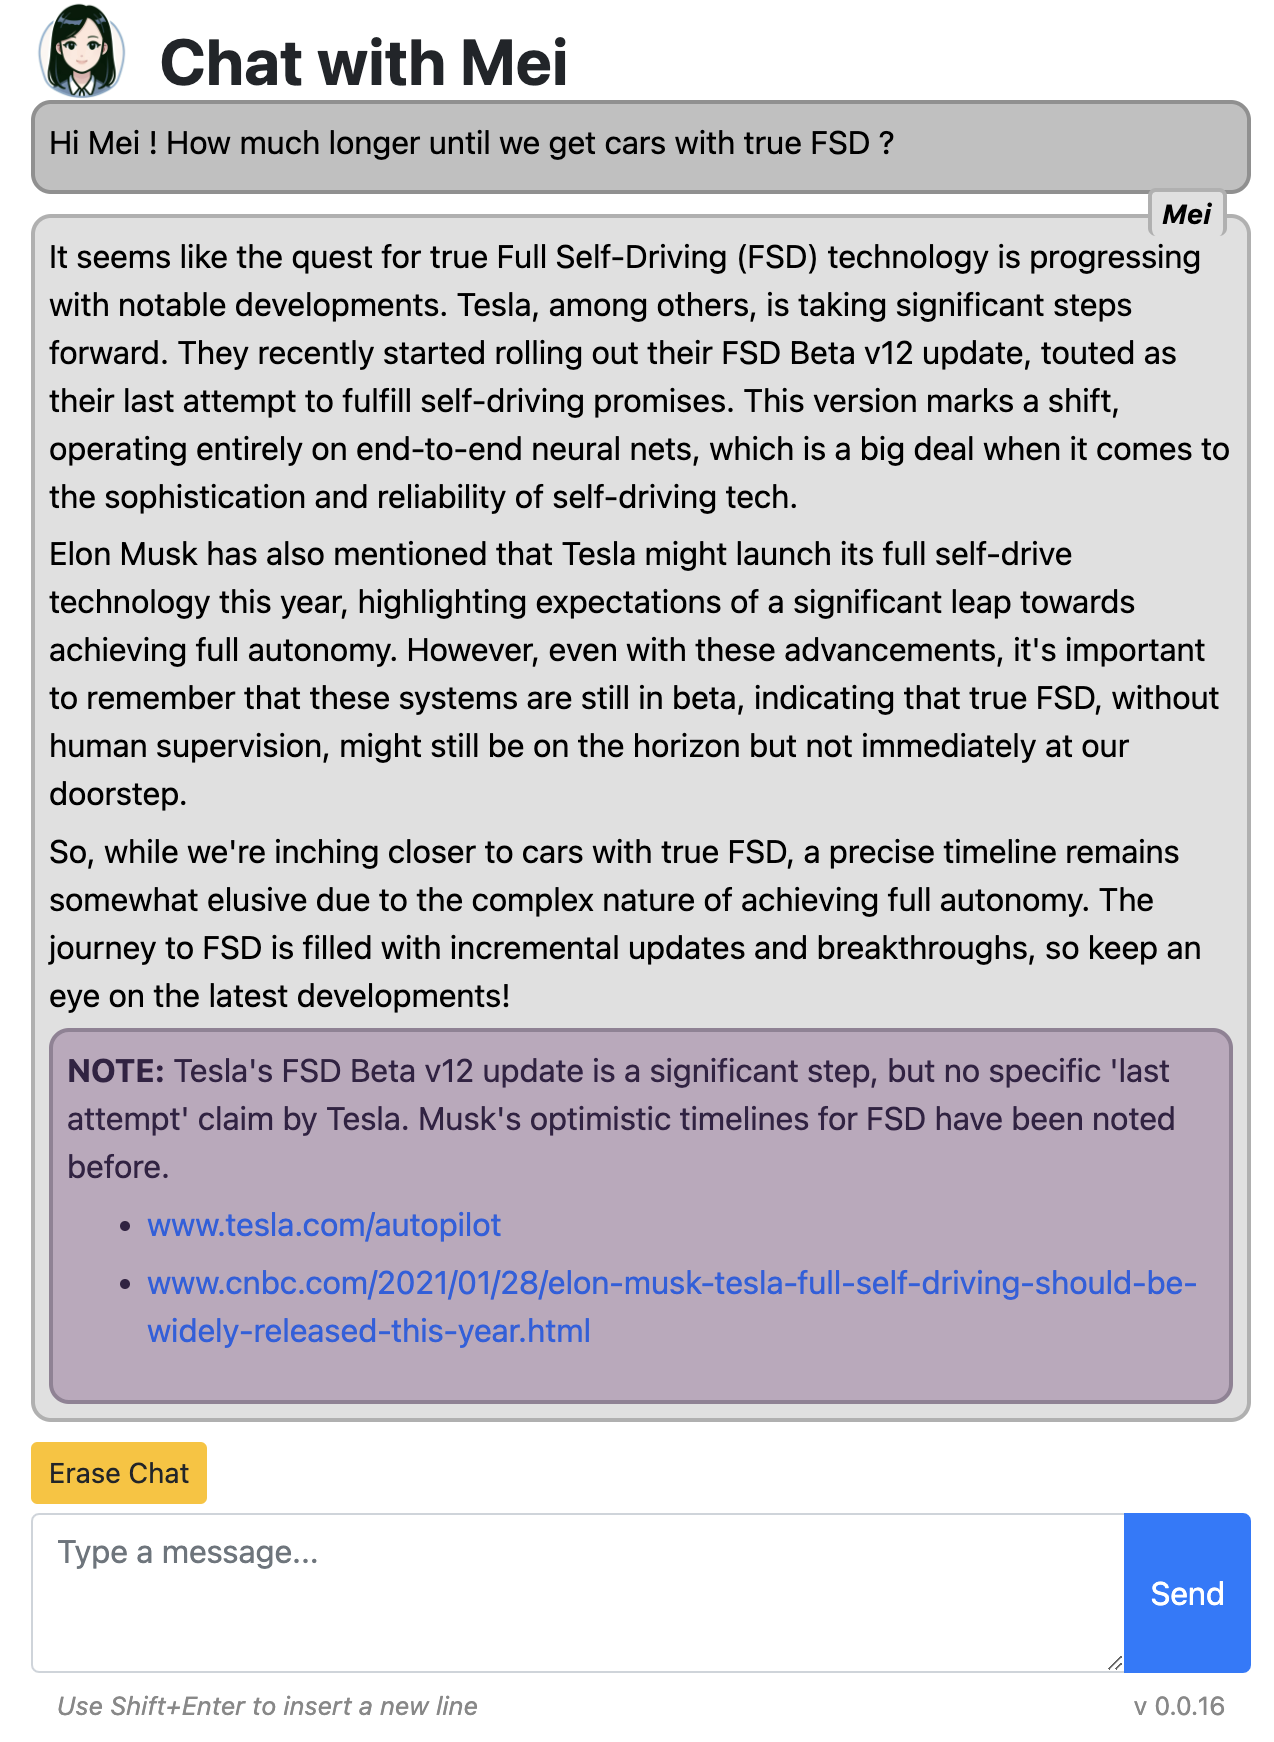 Chat with Mei
Hi Mei ! How much longer until we get cars with true FSD ?
Mei
It seems like the quest for true Full Self-Driving (FSD) technology is progressing
with notable developments. Tesla, among others, is taking significant steps
forward. They recently started rolling out their FSD Beta v12 update, touted as
their last attempt to fulfill self-driving promises. This version marks a shift,
operating entirely on end-to-end neural nets, which is a big deal when it comes to
the sophistication and reliability of self-driving tech.
Elon Musk has also mentioned that Tesla might launch its full self-drive
technology this year, highlighting expectations of a significant leap towards
achieving full autonomy. However, even with these advancements, it's important
to remember that these systems are still in beta, indicating that true FSD, without
human supervision, might still be on the horizon but not immediately at our
doorstep.
So, while we're inching closer to cars with true FSD, a precise timeline remains
somewhat elusive due to the complex nature of achieving full autonomy. The
journey to FSD is filled with incremental updates and breakthroughs, so keep an
eye on the latest developments!
NOTE: Tesla's FSD Beta v12 update is a significant step, but no specific 'last
attempt' claim by Tesla. Musk's optimistic timelines for FSD have been noted
before.
• www.tesla.com/autopilot
• www.cnbc.com/2021/01/28/elon-musk-tesla-full-self-driving-should-be-
widely-released-this-year.html
Erase Chat
Type a message...
Send
Use Shift+Enter to insert a new line
v 0.0.16